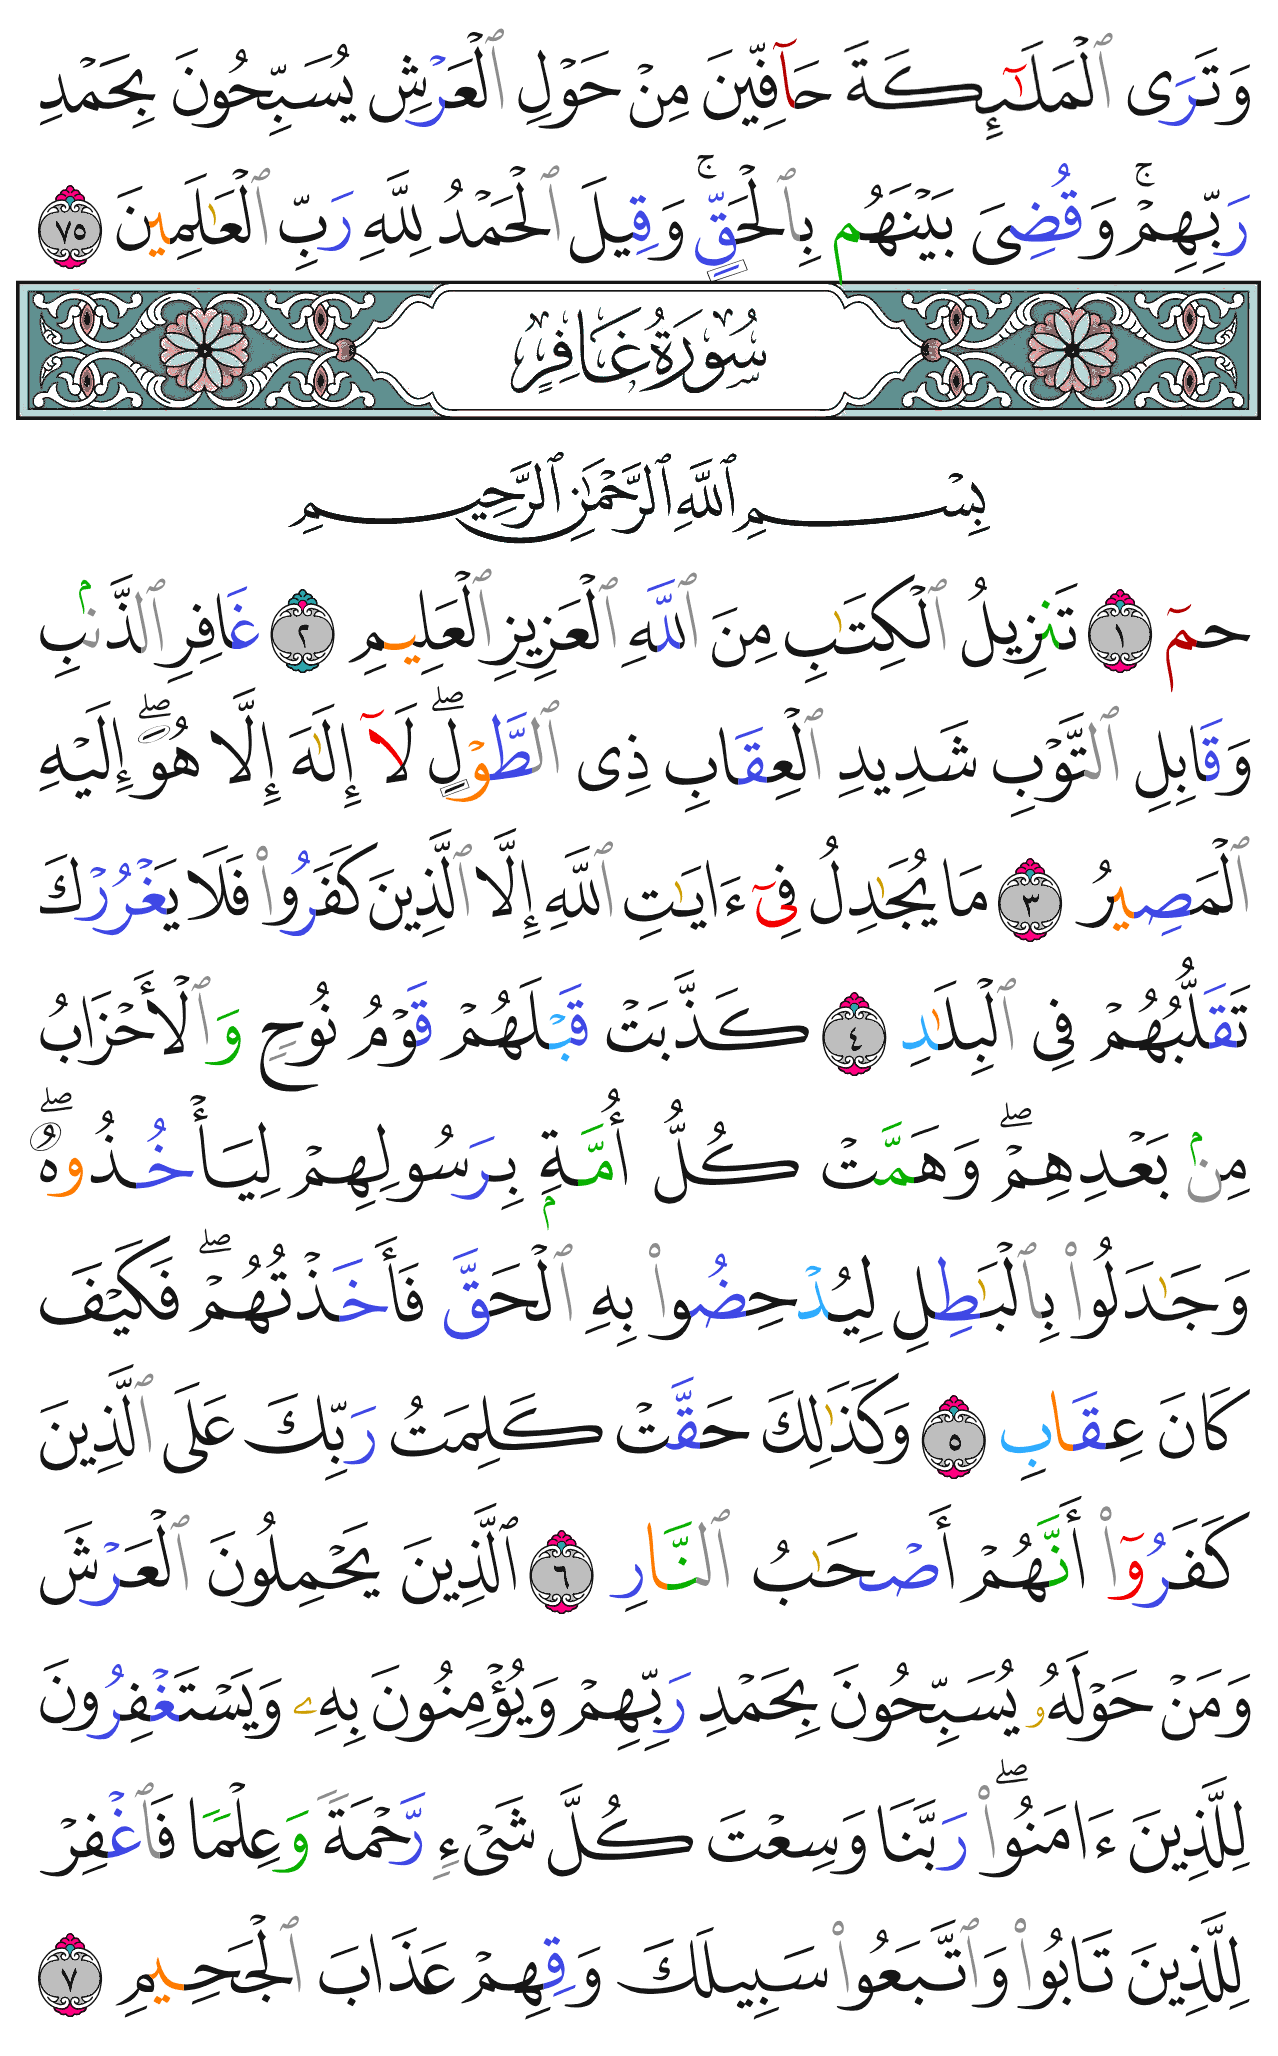 وَتَرَى ٱلْمَلَـٰٓئِكَةَ حَآفِّينَ مِنْ حَوْلِ ٱلْعَرْشِ يُسَبِّحُونَ بِحَمْدِ
رَبِّهِمْ ۚ وَقُضِىَ بَيْنَهُم بِٱلْحَقِّ ۚ وَقِيلَ ٱلْحَمْدُ لِلَّهِ رَبِّ ٱلْعَـٰلَمِينَ ٧٥
سُورَةُ غَافِرٍ
بِسْمِ ٱللَّهِ ٱلرَّحْمَـٰنِ ٱلرَّحِيمِ
حمٓ ١ تَنزِيلُ ٱلْكِتَـٰبِ مِنَ ٱللَّهِ ٱلْعَزِيزِ ٱلْعَلِيمِ ٢ غَافِرِ ٱلذَّنۢبِ
وَقَابِلِ ٱلتَّوْبِ شَدِيدِ ٱلْعِقَابِ ذِى ٱلطَّوْلِ ۖ لَآ إِلَـٰهَ إِلَّا هُوَ ۖ إِلَيْهِ
ٱلْمَصِيرُ ٣ مَا يُجَـٰدِلُ فِىٓ ءَايَـٰتِ ٱللَّهِ إِلَّا ٱلَّذِينَ كَفَرُوا۟ فَلَا يَغْرُرْكَ
تَقَلُّبُهُمْ فِى ٱلْبِلَـٰدِ ٤ كَذَّبَتْ قَبْلَهُمْ قَوْمُ نُوحٍ وَٱلْأَحْزَابُ
مِنۢ بَعْدِهِمْ ۖ وَهَمَّتْ كُلُّ أُمَّةٍۭ بِرَسُولِهِمْ لِيَأْخُذُوهُ ۖ
وَجَـٰدَلُوا۟ بِٱلْبَـٰطِلِ لِيُدْحِضُوا۟ بِهِ ٱلْحَقَّ فَأَخَذْتُهُمْ ۖ فَكَيْفَ
كَانَ عِقَابِ ٥ وَكَذَٰلِكَ حَقَّتْ كَلِمَتُ رَبِّكَ عَلَى ٱلَّذِينَ
كَفَرُوٓا۟ أَنَّهُمْ أَصْحَـٰبُ ٱلنَّارِ ٦ ٱلَّذِينَ يَحْمِلُونَ ٱلْعَرْشَ
وَمَنْ حَوْلَهُۥ يُسَبِّحُونَ بِحَمْدِ رَبِّهِمْ وَيُؤْمِنُونَ بِهِۦ وَيَسْتَغْفِرُونَ
لِلَّذِينَ ءَامَنُوا۟ ۖ رَبَّنَا وَسِعْتَ كُلَّ شَىْءٍ رَّحْمَةً وَعِلْمًا فَٱغْفِرْ
لِلَّذِينَ تَابُوا۟ وَٱتَّبَعُوا۟ سَبِيلَكَ وَقِهِمْ عَذَابَ ٱلْجَحِيمِ ٧